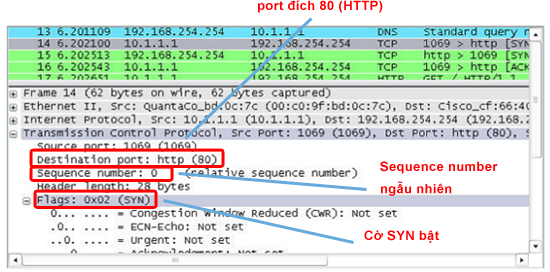 port đích 80 (HTTP)
13 6.201109 192.168.254.254 10.1.1.1 DNS Standard query r
14 6.202100 10.1.1.1 192.168.254.254 TCP 1069 > http [SYN
15 6.202513 192.168.254.254 10.1.1.1 TCP http > 1069 [SYN
16 6.202543 10.1.1.1 192.168.254.254 TCP 1069 > http [ACK
17 6.202651 10.1.1.1 192.168.254.254 HTTP GET / HTTP/1.1
Frame 14 (62 bytes on wire, 62 bytes captured)
Ethernet II, Src: QuantaCo_bd:0c:7c (00:c0:9f:bd:0c:7c), Dst: Cisco_cf:66:40
Internet Protocol, Src: 10.1.1.1 (10.1.1.1), Dst: 192.168.254.254 (192.168.2
Transmission Control Protocol, Src Port: 1069 (1069), Dst Port: http (80), S
Source port: 1069 (1069)
Destination port: http (80)
Sequence number: 0 (relative sequence number)
Sequence number
ngẫu nhiên
Header length: 28 bytes
Flags: 0x02 (SYN)
0... .... = Congestion Window Reduced (CWR): Not set
.0.. .... = ECN-Echo: Not set
..0. .... = Urgent: Not set
Cờ SYN bật
...0 .... = Acknowledgment: Not set